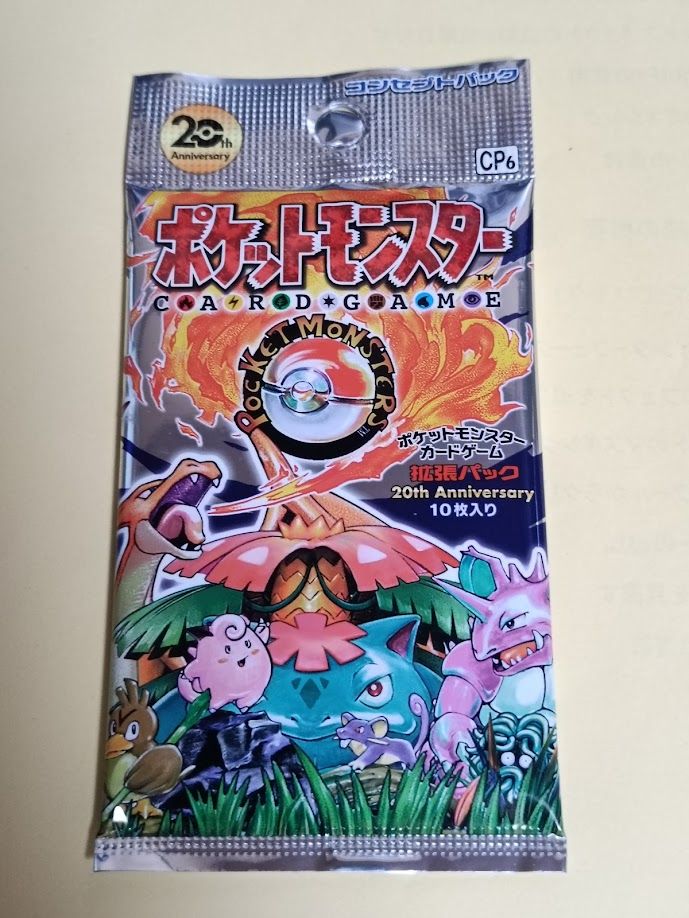 コンセプトパック
20th
Anniversary
CP6
ポケットモンスター
TM
CARD GAME
POCKET MONSTERS
TM
ポケットモンスター
カードゲーム
拡張パック
20th Anniversary
10枚入り